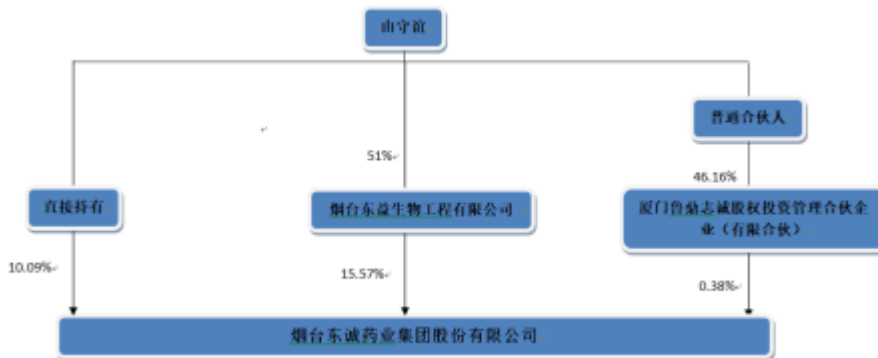 由守谊
普通合伙人
51%
46.16%
直接持有
烟台东益生物工程有限公司
厦门鲁鼎志诚股权投资管理合伙企
业（有限合伙）
10.09%
15.57%
0.38%
烟台东诚药业集团股份有限公司